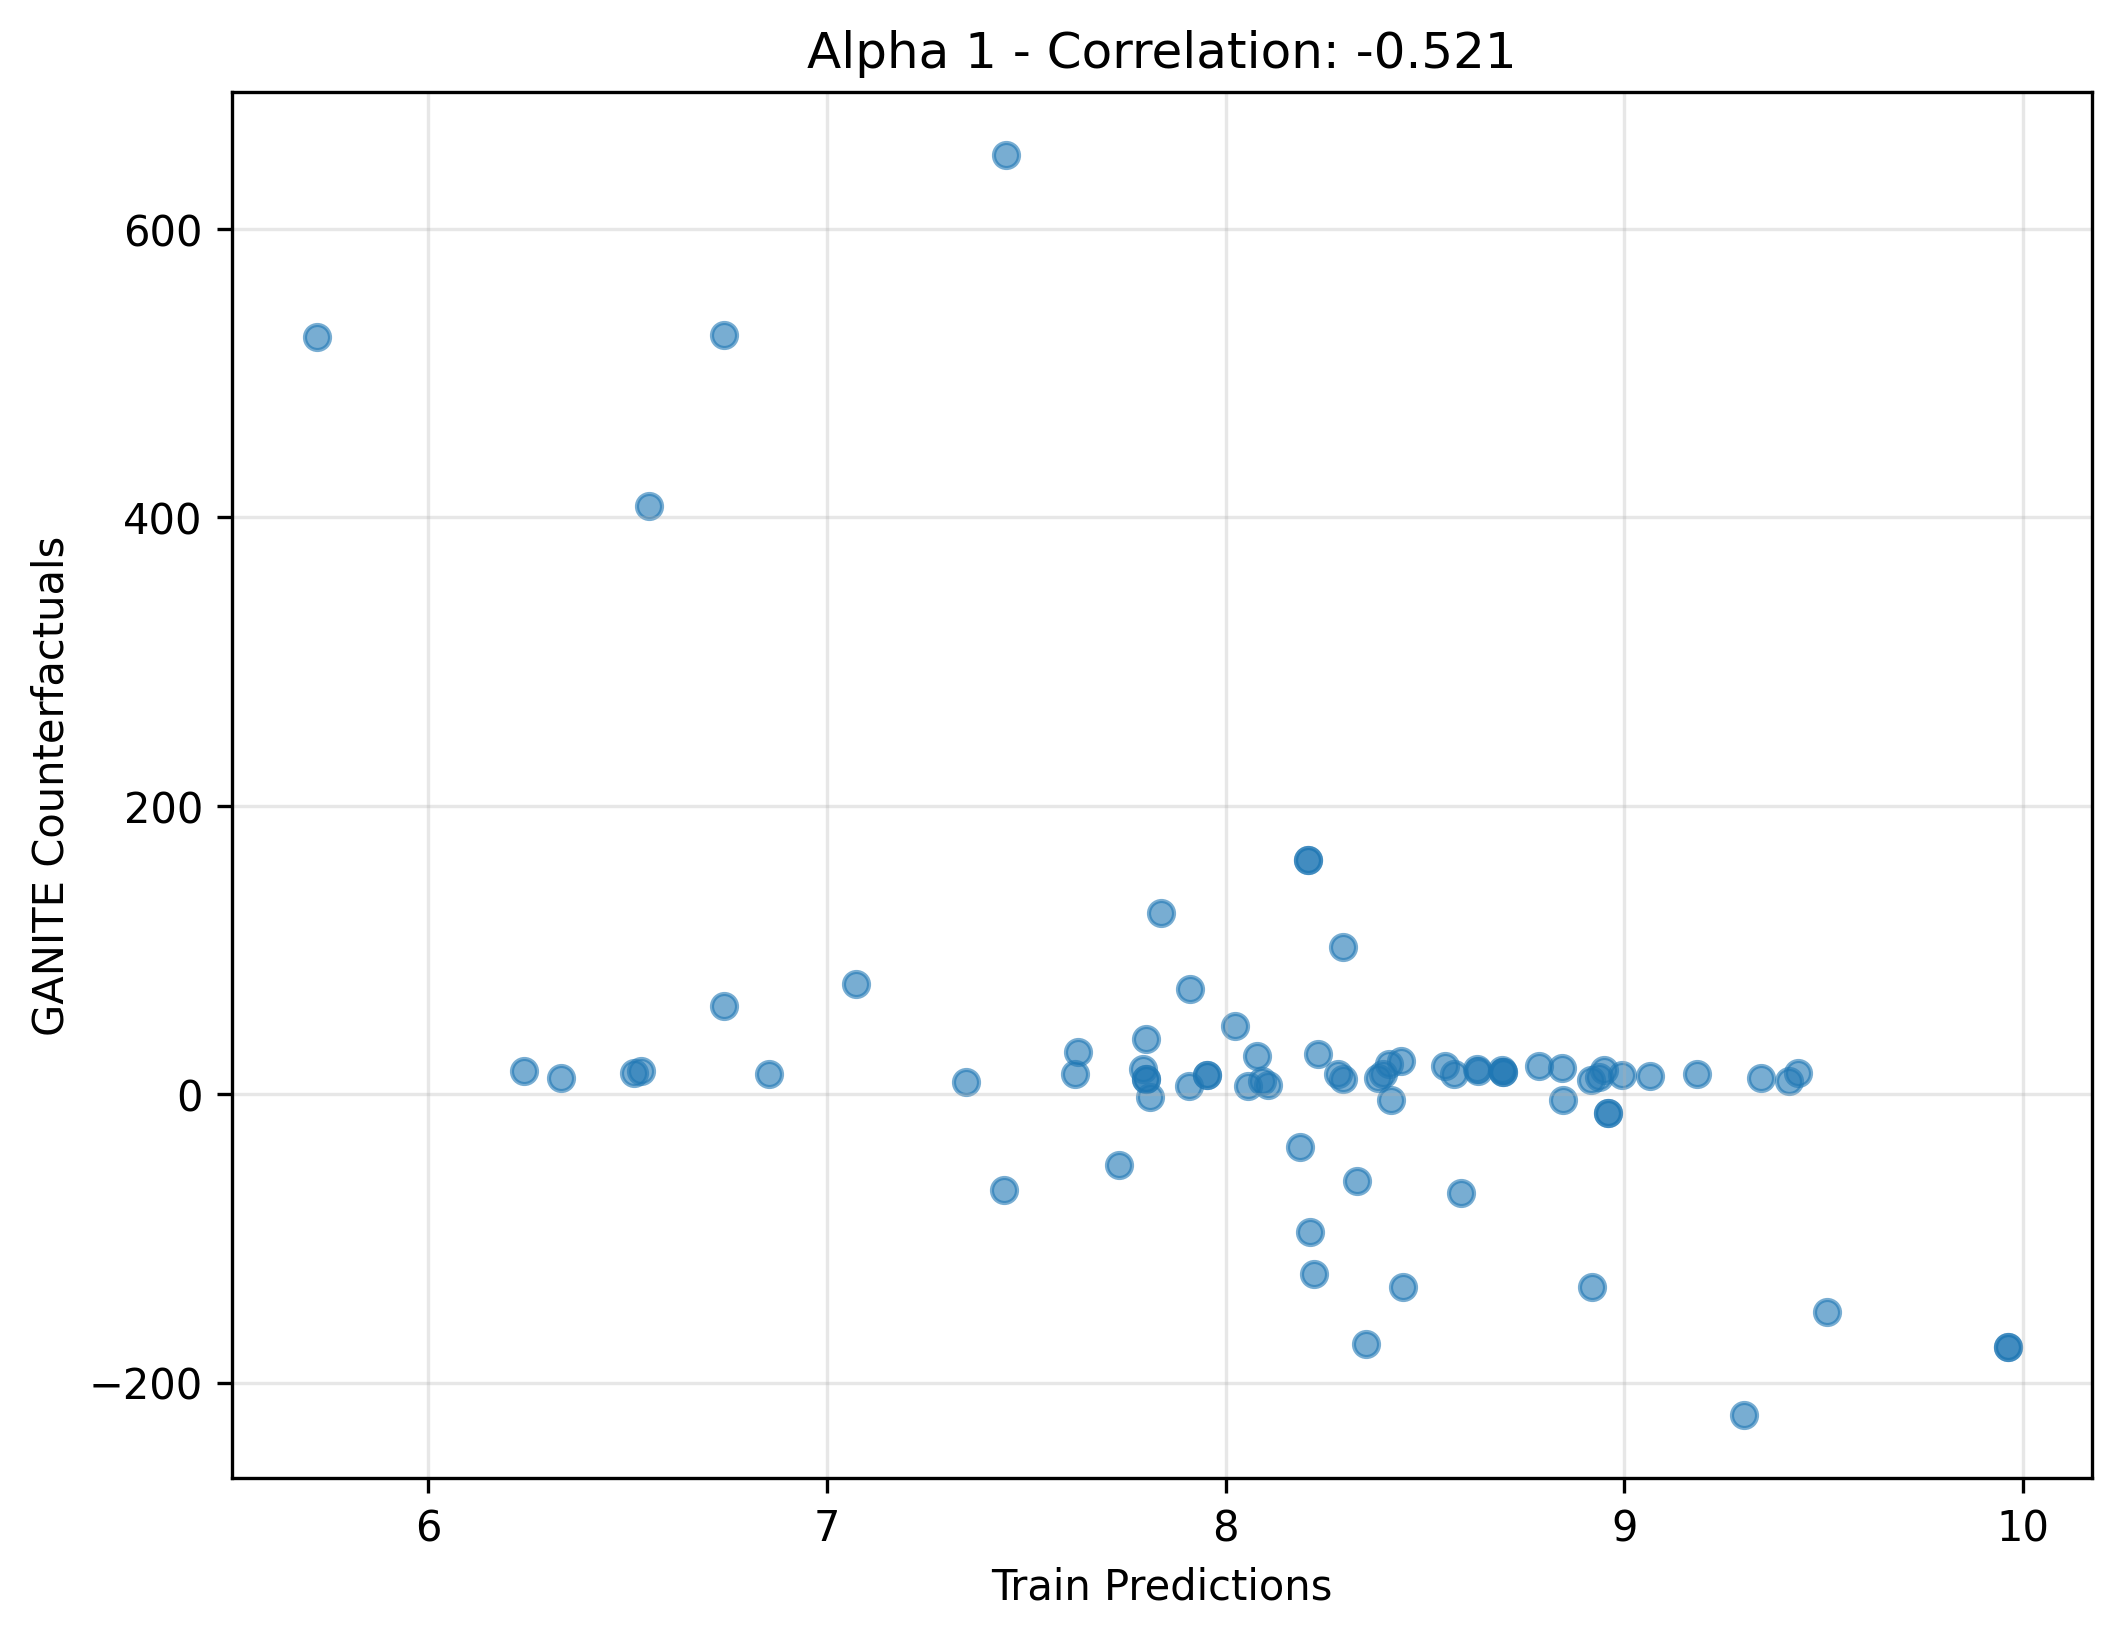 Alpha 1 - Correlation: -0.521
600
400
200
0
−200
GANITE Counterfactuals
6 7 8 9 10
Train Predictions